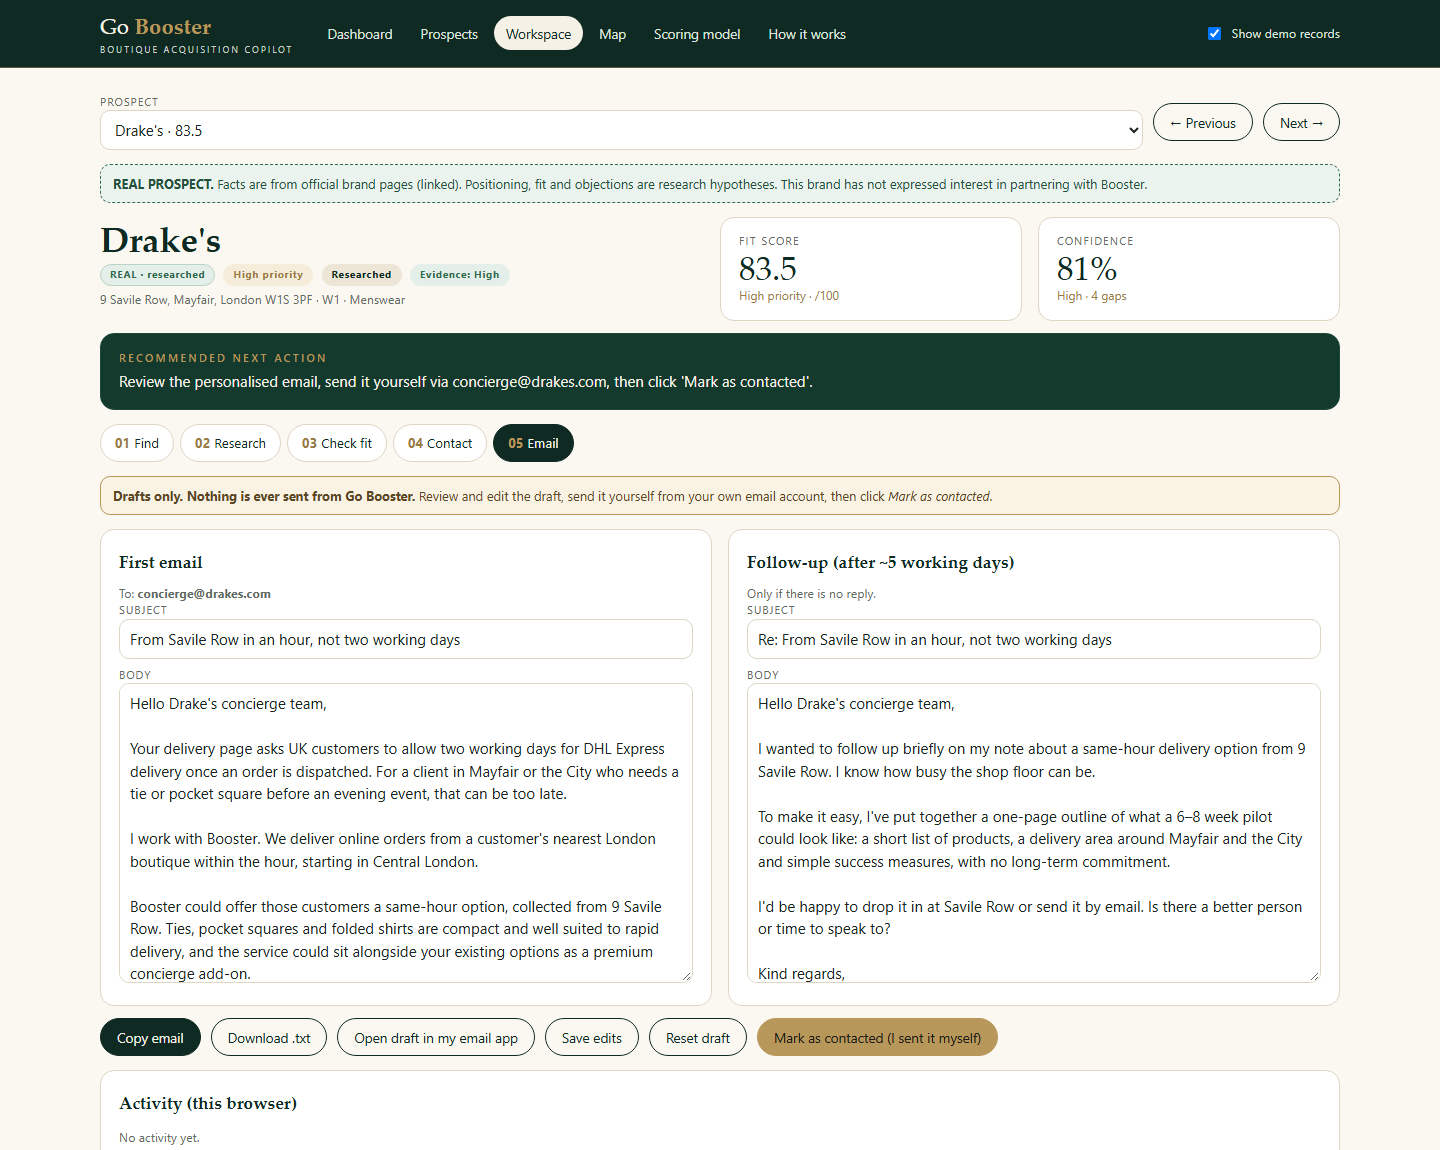 Go Booster
BOUTIQUE ACQUISITION COPILOT
Dashboard
Prospects
Workspace
Map
Scoring model
How it works
Show demo records
PROSPECT
Drake's · 83.5
← Previous
Next →
REAL PROSPECT. Facts are from official brand pages (linked). Positioning, fit and objections are research hypotheses. This brand has not expressed interest in partnering with Booster.
Drake's
REAL · researched
High priority
Researched
Evidence: High
9 Savile Row, Mayfair, London W1S 3PF · W1 · Menswear
FIT SCORE
83.5
High priority · /100
CONFIDENCE
81%
High · 4 gaps
RECOMMENDED NEXT ACTION
Review the personalised email, send it yourself via concierge@drakes.com, then click 'Mark as contacted'.
01 Find
02 Research
03 Check fit
04 Contact
05 Email
Drafts only. Nothing is ever sent from Go Booster. Review and edit the draft, send it yourself from your own email account, then click Mark as contacted.
First email
To: concierge@drakes.com
SUBJECT
From Savile Row in an hour, not two working days
BODY
Hello Drake's concierge team,
Your delivery page asks UK customers to allow two working days for DHL Express
delivery once an order is dispatched. For a client in Mayfair or the City who needs a
tie or pocket square before an evening event, that can be too late.
I work with Booster. We deliver online orders from a customer's nearest London
boutique within the hour, starting in Central London.
Booster could offer those customers a same-hour option, collected from 9 Savile
Row. Ties, pocket squares and folded shirts are compact and well suited to rapid
delivery, and the service could sit alongside your existing options as a premium
concierge add-on.
Follow-up (after ~5 working days)
Only if there is no reply.
SUBJECT
Re: From Savile Row in an hour, not two working days
BODY
Hello Drake's concierge team,
I wanted to follow up briefly on my note about a same-hour delivery option from 9
Savile Row. I know how busy the shop floor can be.
To make it easy, I've put together a one-page outline of what a 6–8 week pilot
could look like: a short list of products, a delivery area around Mayfair and the City
and simple success measures, with no long-term commitment.
I'd be happy to drop it in at Savile Row or send it by email. Is there a better person
or time to speak to?
Kind regards,
Copy email
Download .txt
Open draft in my email app
Save edits
Reset draft
Mark as contacted (I sent it myself)
Activity (this browser)
No activity yet.